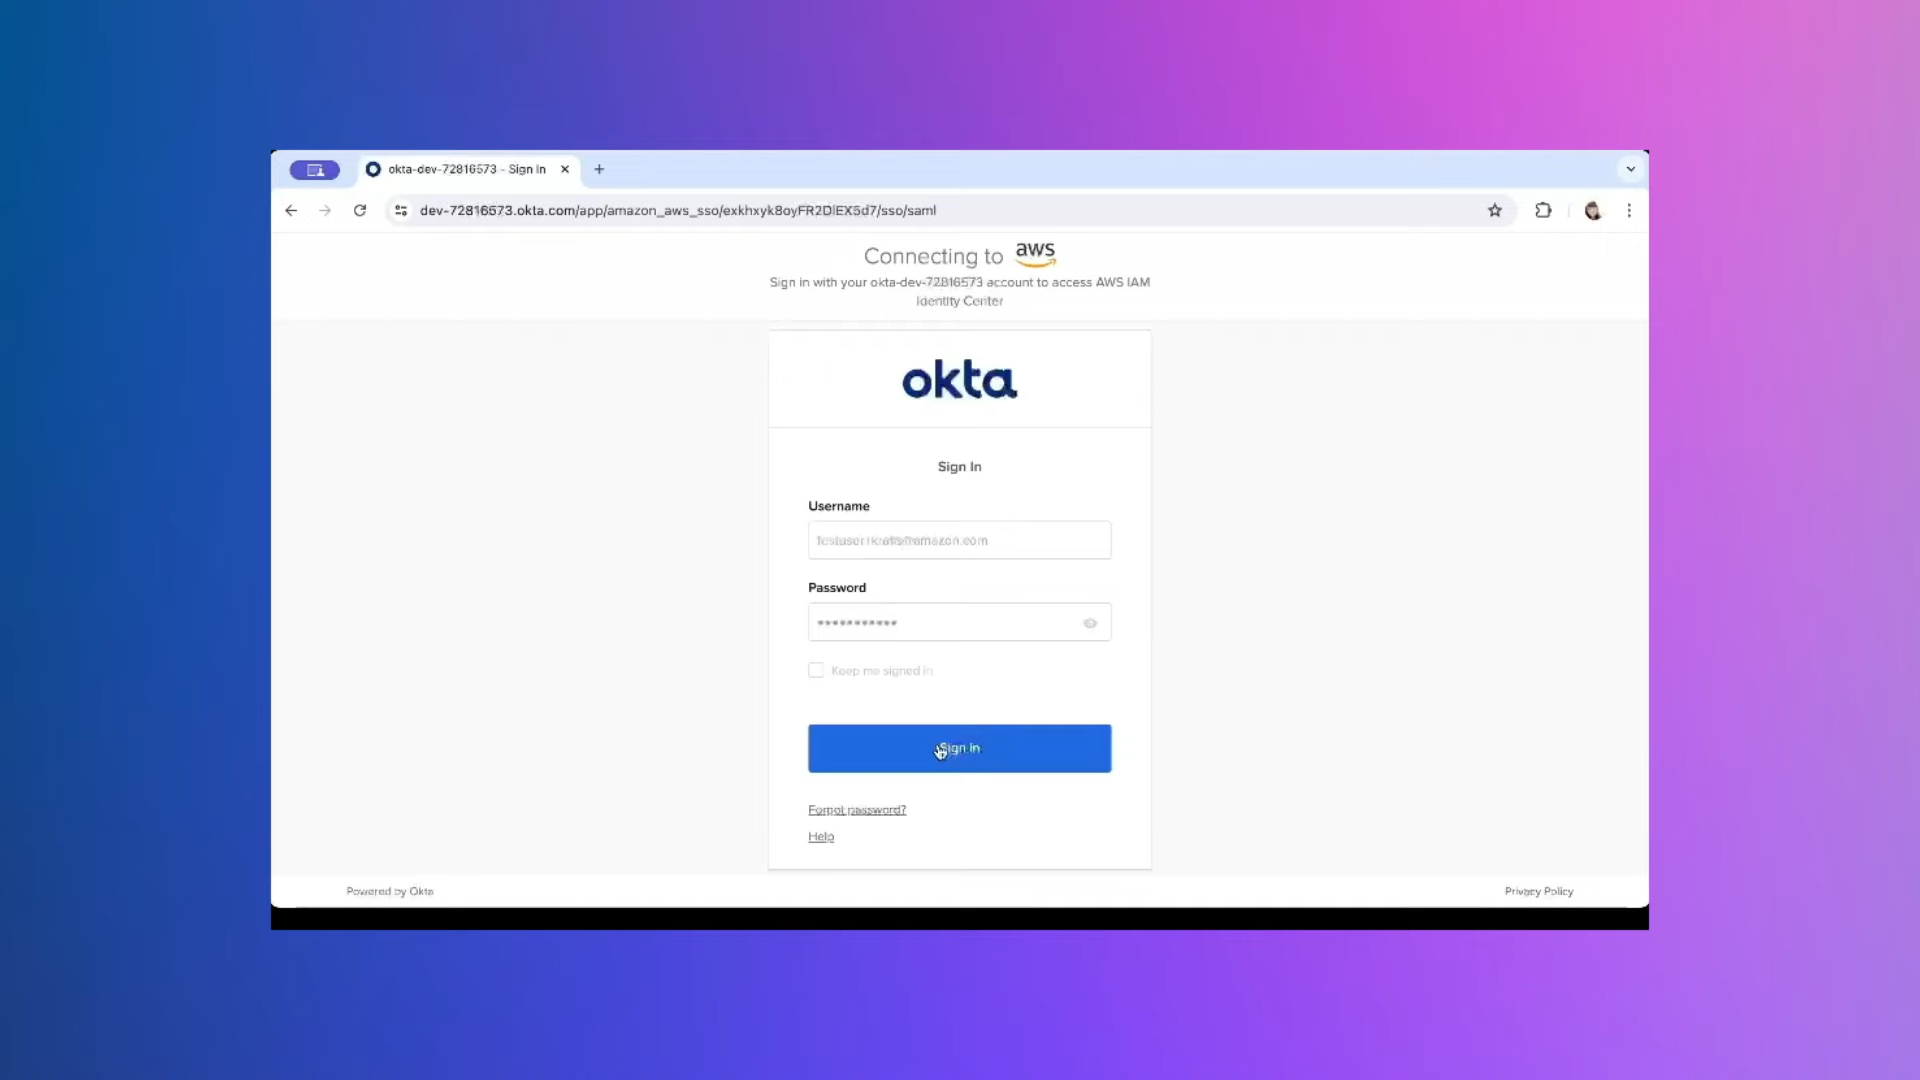 okta-dev-72816573 - Sign In
dev-72816573.okta.com/app/amazon_aws_sso/exkhxyk8oyFR2DlEX5d7/sso/saml
Connecting to aws
Sign in with your okta-dev-72816573 account to access AWS IAM
Identity Center
okta
Sign In
Username
Password
Keep me signed in
Sign In
Forgot password?
Help
Powered by Okta
Privacy Policy